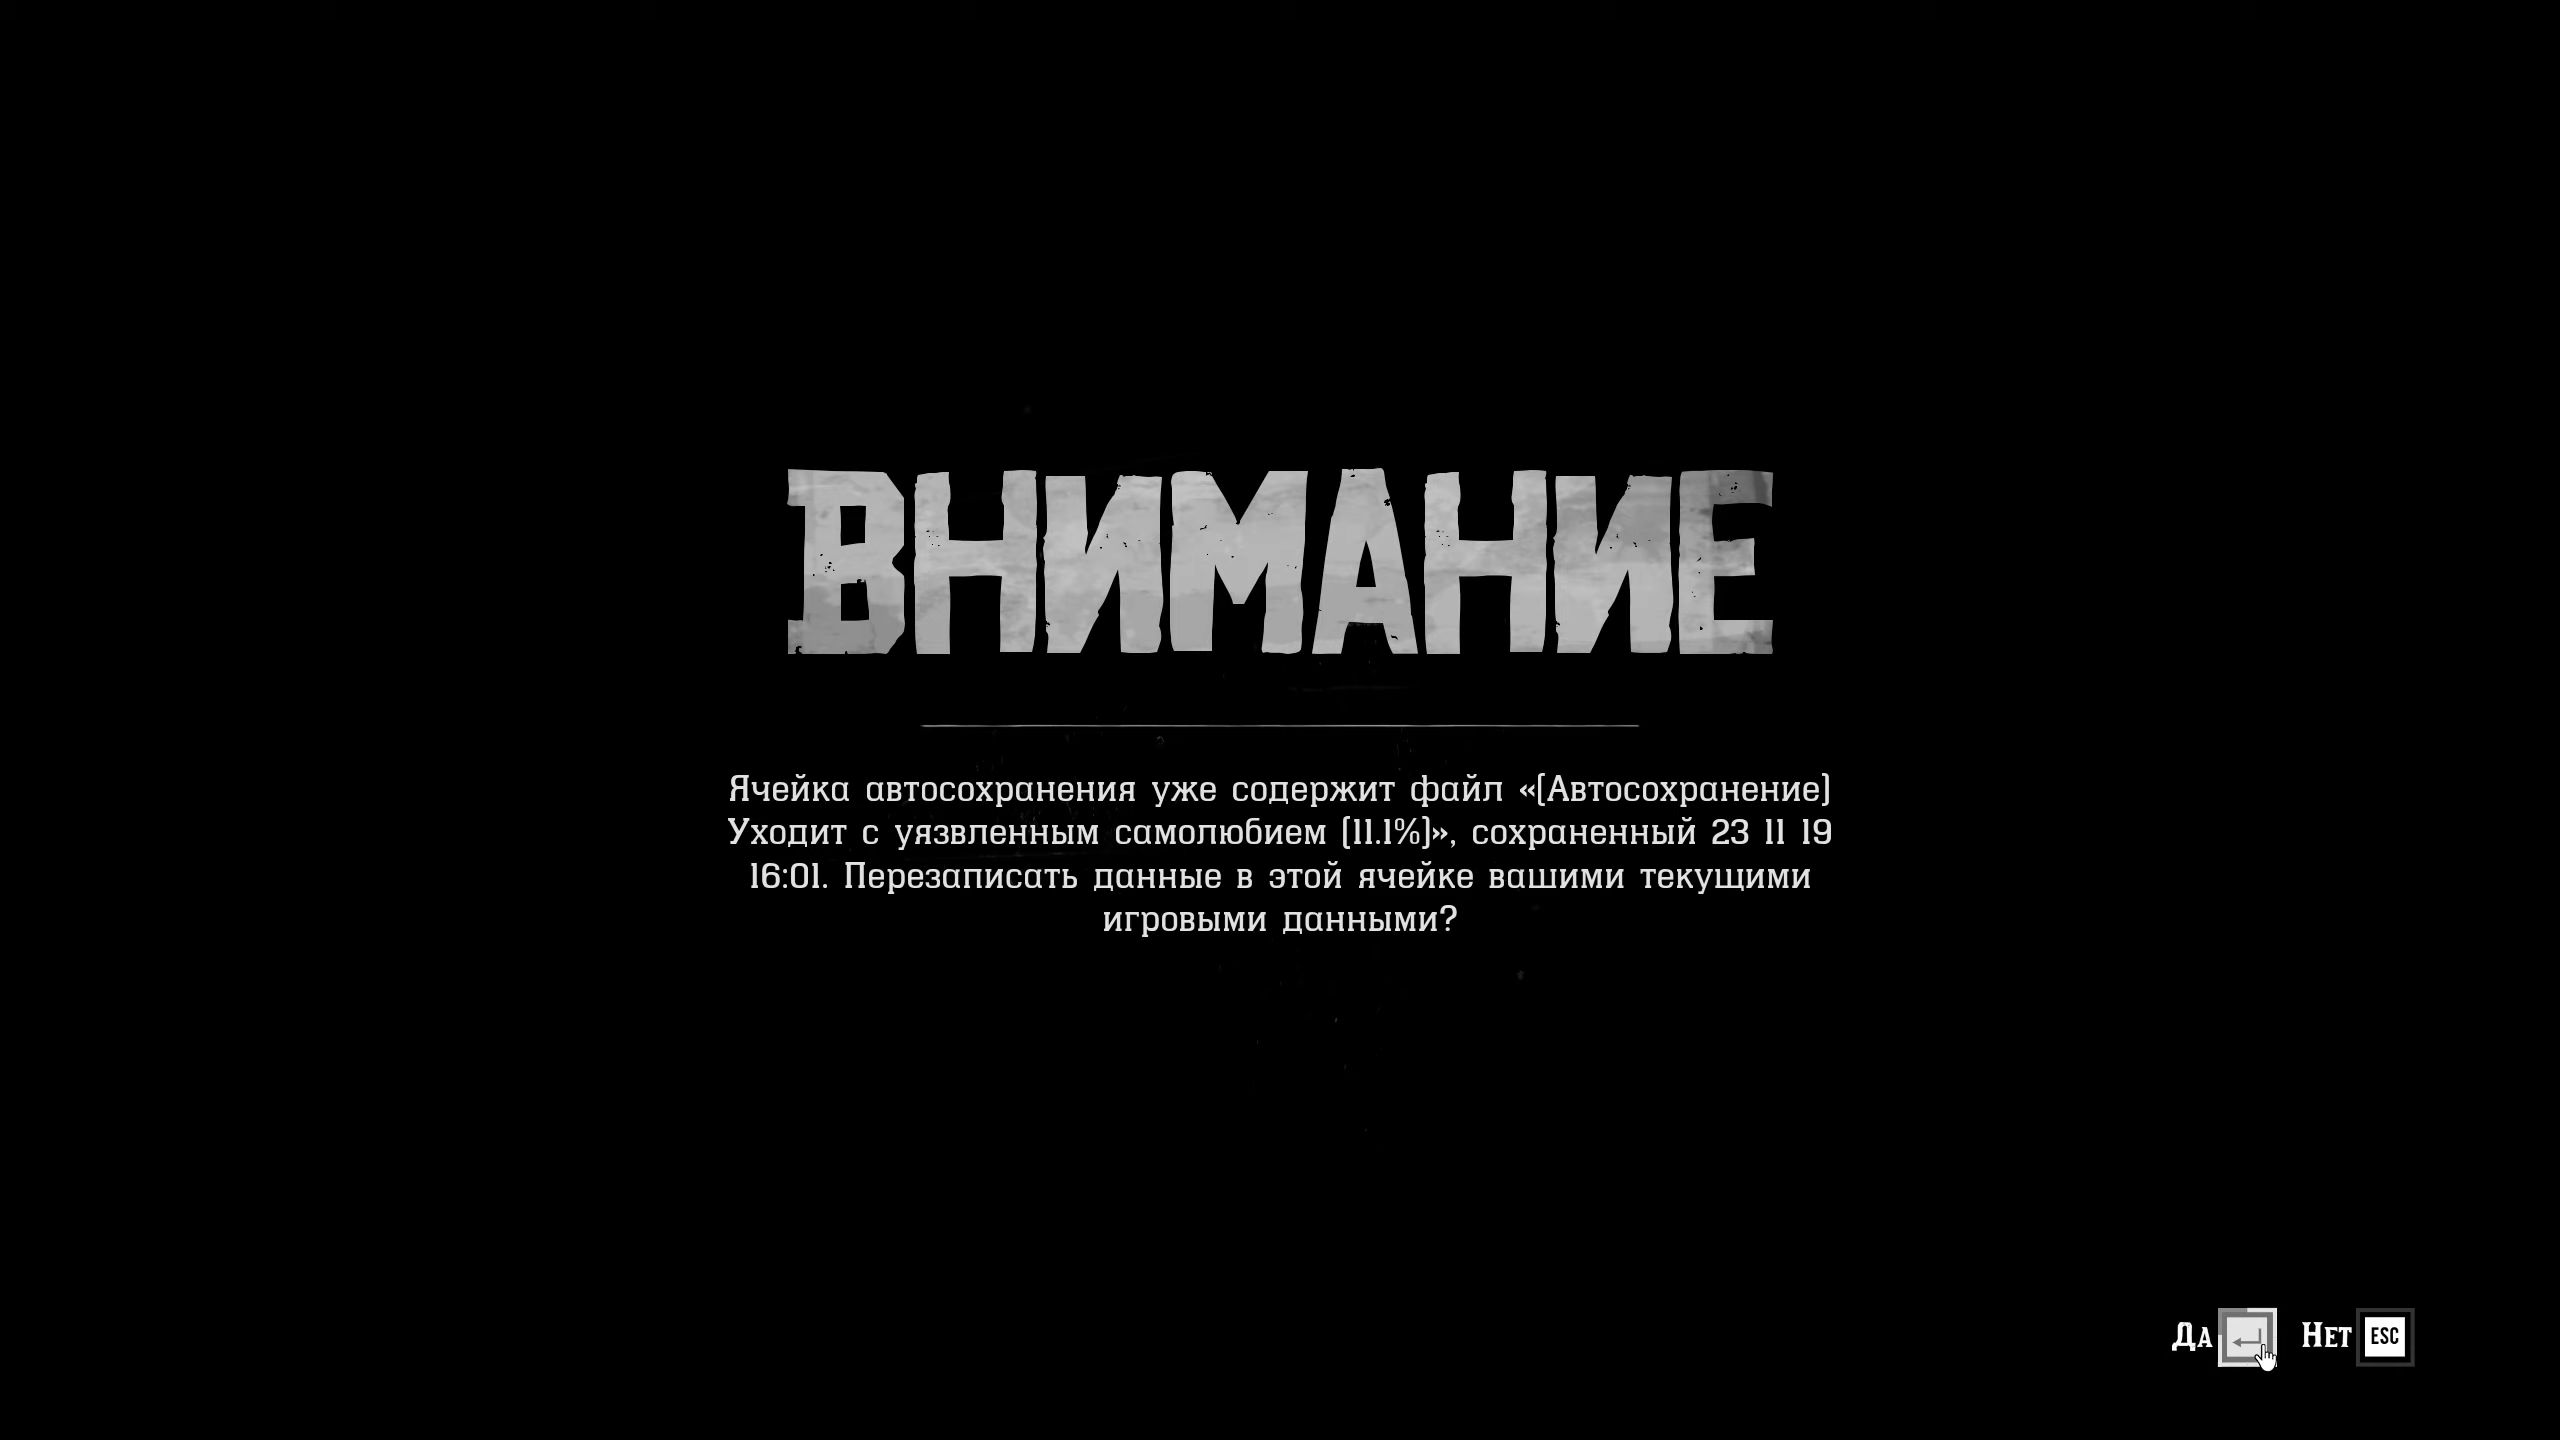 ВНИМАНИЕ
Ячейка автосохранения уже содержит файл «(Автосохранение)
Уходит с уязвленным самолюбием (11.1%)», сохраненный 23 11 19
16:01. Перезаписать данные в этой ячейке вашими текущими
игровыми данными?
Да Нет ESC